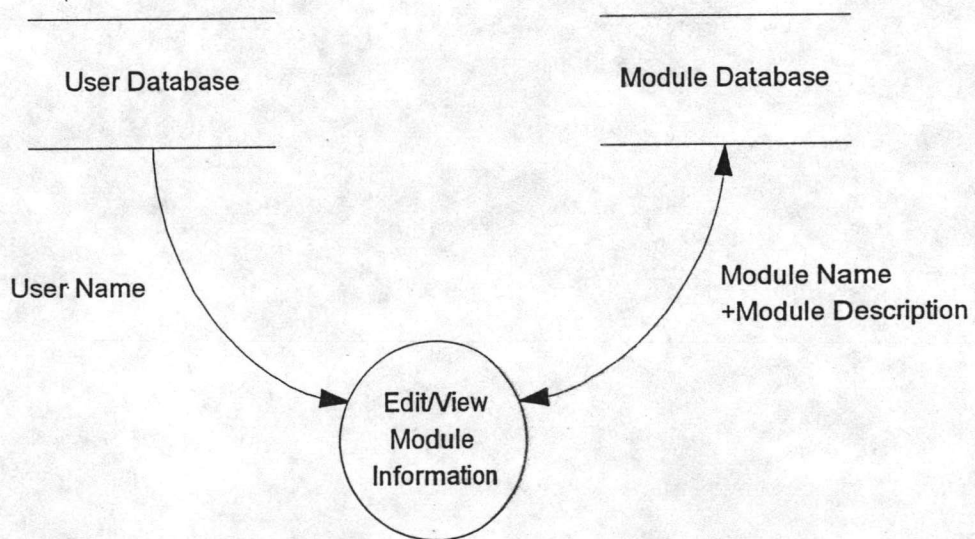 User Database
Module Database
User Name
Module Name
+Module Description
Edit/View
Module
Information